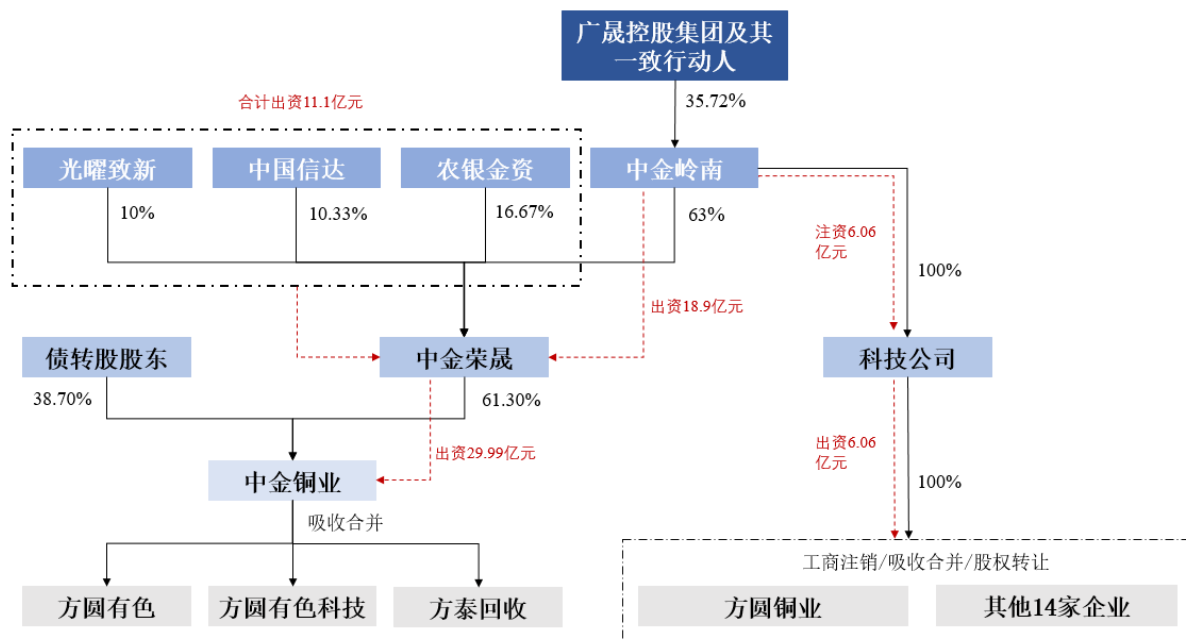 广晟控股集团及其
一致行动人
35.72%
合计出资11.1亿元
光曜致新
中国信达
农银金资
中金岭南
10%
10.33%
16.67%
63%
注资6.06
亿元
100%
出资18.9亿元
债转股股东
中金荣晟
科技公司
38.70%
61.30%
出资29.99亿元
出资6.06
亿元
100%
中金铜业
吸收合并
工商注销/吸收合并/股权转让
方圆有色
方圆有色科技
方泰回收
方圆铜业
其他14家企业